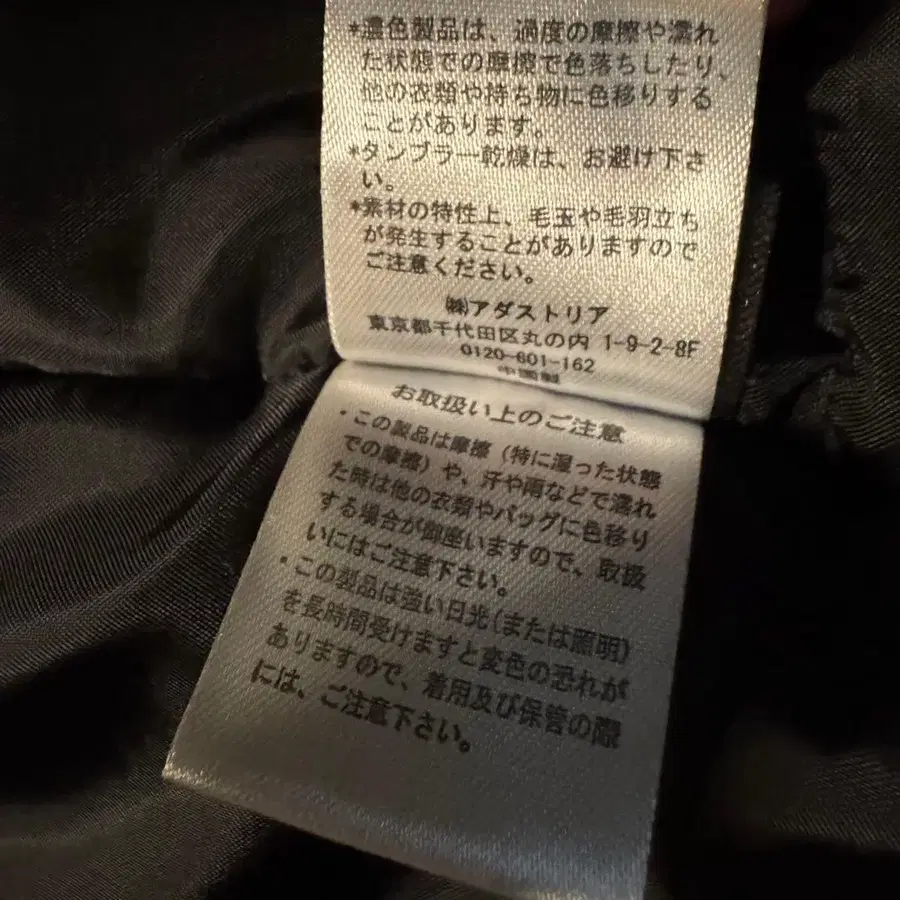 *濃色製品は、過度の摩擦や濡れ
た状態での摩擦で色落ちしたり、
他の衣類や持ち物に色移りする
ことがあります。
*タンブラー乾燥は、お避け下さ
い。
*素材の特性上、毛玉や毛羽立ち
が発生することがありますので
ご注意ください。
㈱アダストリア
東京都千代田区丸の内 1-9-2-8F
0120-601-162
中国製
お取扱い上のご注意
・この製品は摩擦（特に湿った状態
での摩擦）や、汗や雨などで濡れ
た時は他の衣類やバッグに色移り
する場合が御座いますので、取扱
いにはご注意下さい。
・この製品は強い日光(または照明)
を長時間受けますと変色の恐れが
ありますので、着用及び保管の際
には、ご注意下さい。